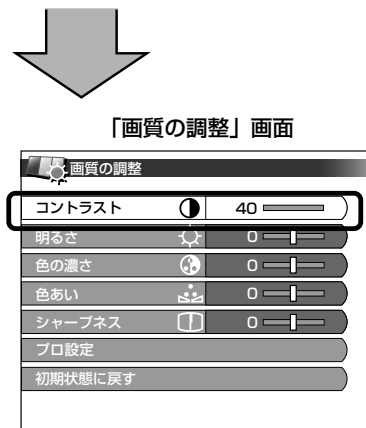 「画質の調整」画面
画質の調整
コントラスト 40
明るさ 0
色の濃さ 0
色あい 0
シャープネス 0
プロ設定
初期状態に戻す